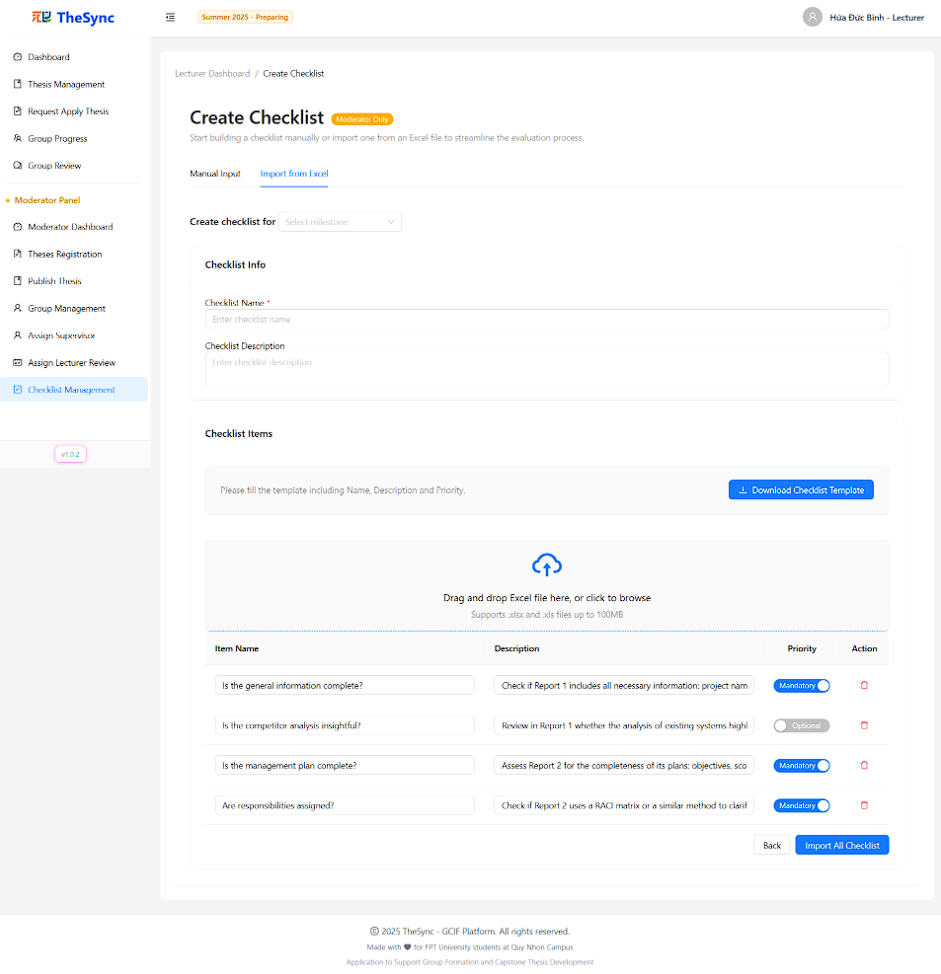 TheSync
Summer 2025 - Preparing
Hứa Đức Bình - Lecturer
Dashboard
Thesis Management
Request Apply Thesis
Group Progress
Group Review
Moderator Panel
Moderator Dashboard
Theses Registration
Publish Thesis
Group Management
Assign Supervisor
Assign Lecturer Review
Checklist Management
v1.0.2
Lecturer Dashboard / Create Checklist
Create Checklist Moderator Only
Start building a checklist manually or import one from an Excel file to streamline the evaluation process.
Manual Input Import from Excel
Create checklist for Select milestone
Checklist Info
Checklist Name *
Enter checklist name
Checklist Description
Enter checklist description
Checklist Items
Please fill the template including Name, Description and Priority.
Download Checklist Template
Drag and drop Excel file here, or click to browse
Supports .xlsx and .xls files up to 100MB
Item Name Description Priority Action
Is the general information complete? Check if Report 1 includes all necessary information: project nam Mandatory
Is the competitor analysis insightful? Review in Report 1 whether the analysis of existing systems highl Optional
Is the management plan complete? Assess Report 2 for the completeness of its plans: objectives, sco Mandatory
Are responsibilities assigned? Check if Report 2 uses a RACI matrix or a similar method to clarif Mandatory
Back Import All Checklist
© 2025 TheSync - GCIF Platform. All rights reserved.
Made with 🖤 for FPT University students at Quy Nhon Campus
Application to Support Group Formation and Capstone Thesis Development